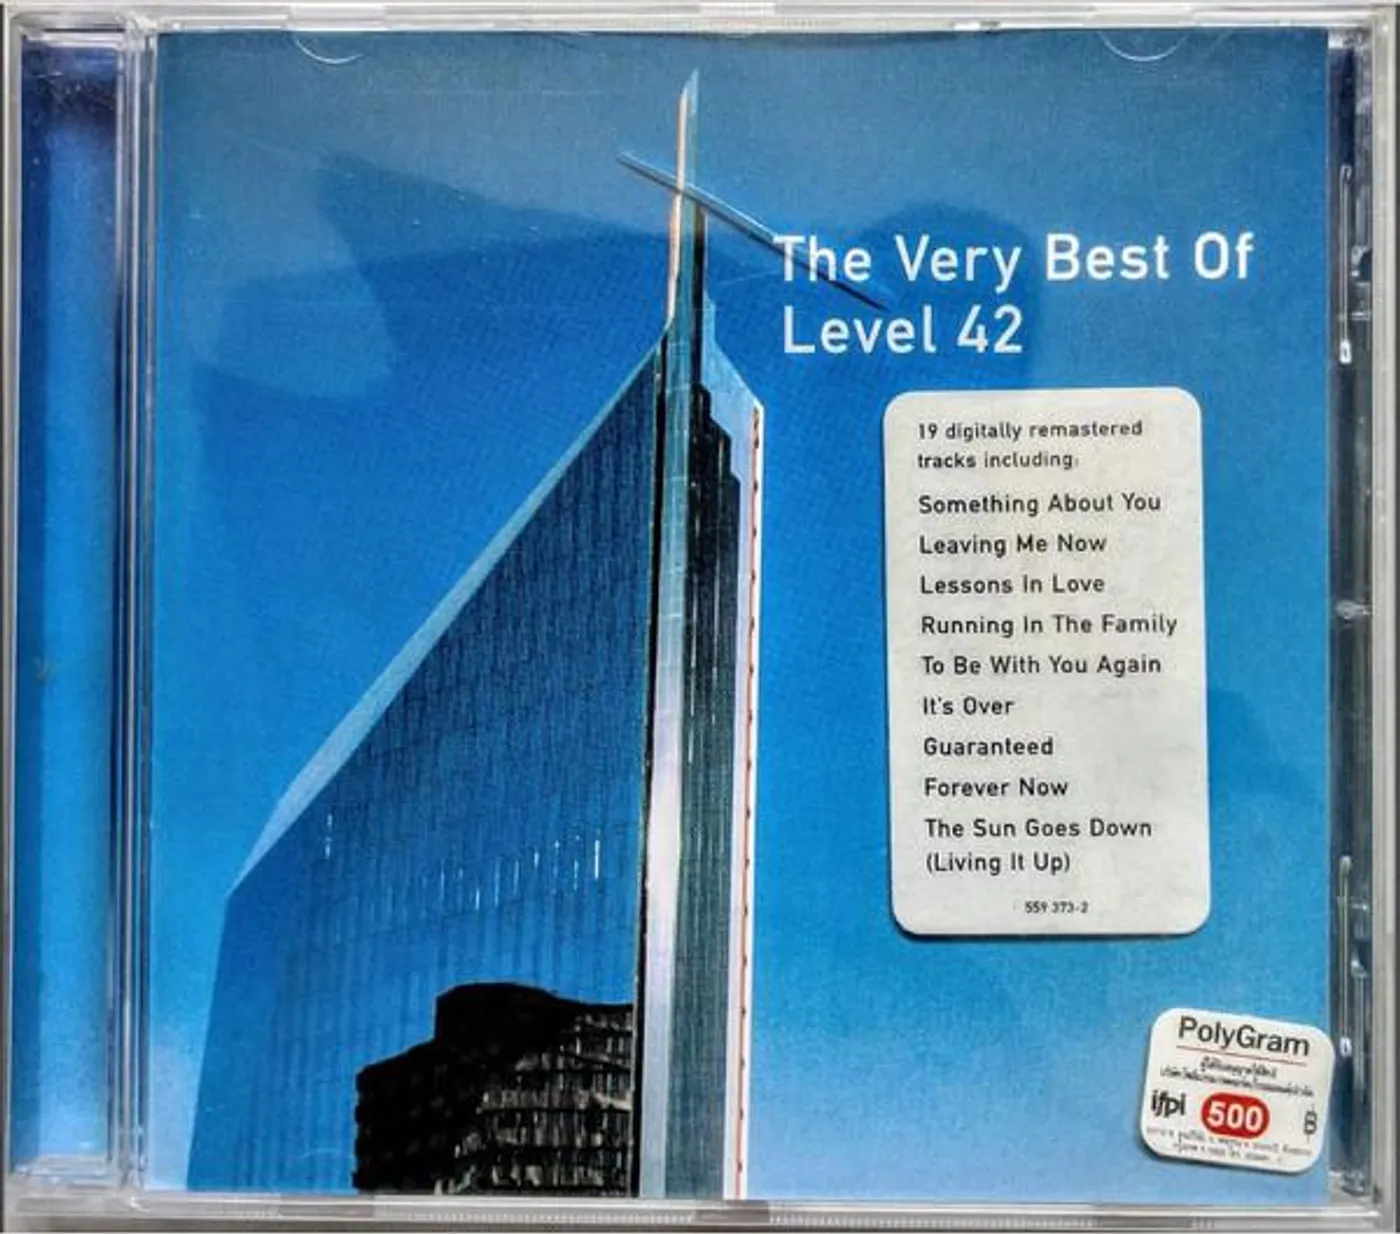 The Very Best Of
Level 42
19 digitally remastered
tracks including:
Something About You
Leaving Me Now
Lessons In Love
Running In The Family
To Be With You Again
It's Over
Guaranteed
Forever Now
The Sun Goes Down
(Living It Up)
559 373-2
PolyGram
ifpi 500 ฿